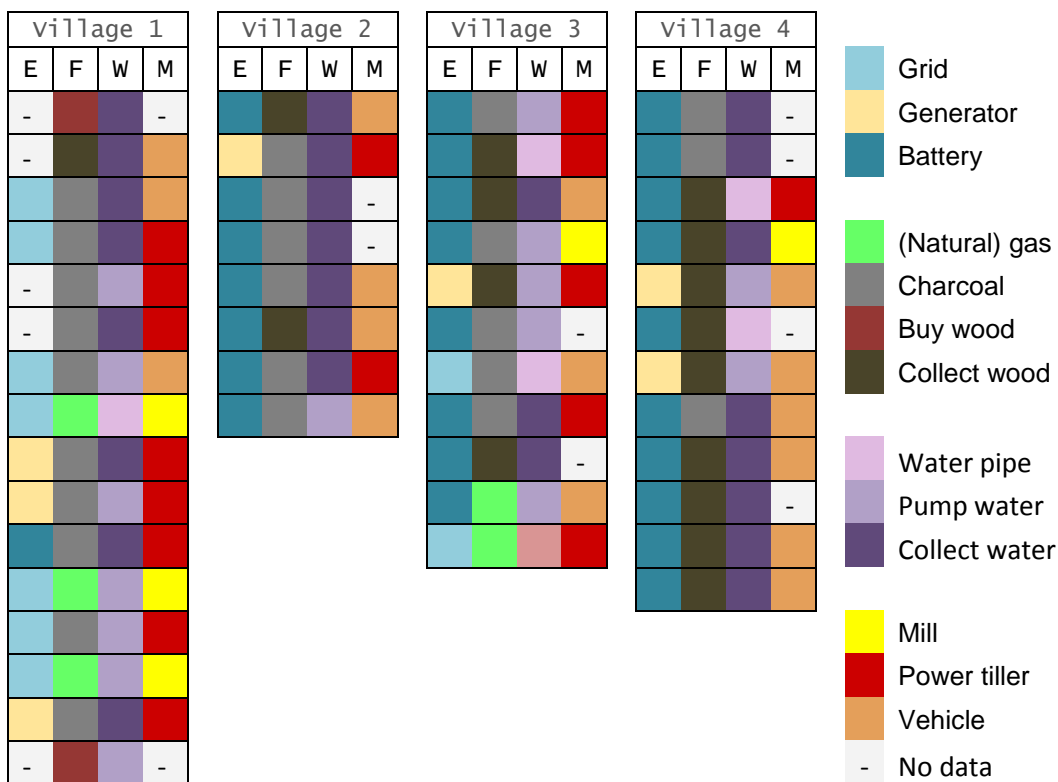 Village 1
E F W M
- -
-
-
-
- -
Village 2
E F W M
-
-
Village 3
E F W M
-
-
Village 4
E F W M
-
-
-
-
Grid
Generator
Battery
(Natural) gas
Charcoal
Buy wood
Collect wood
Water pipe
Pump water
Collect water
Mill
Power tiller
Vehicle
- No data